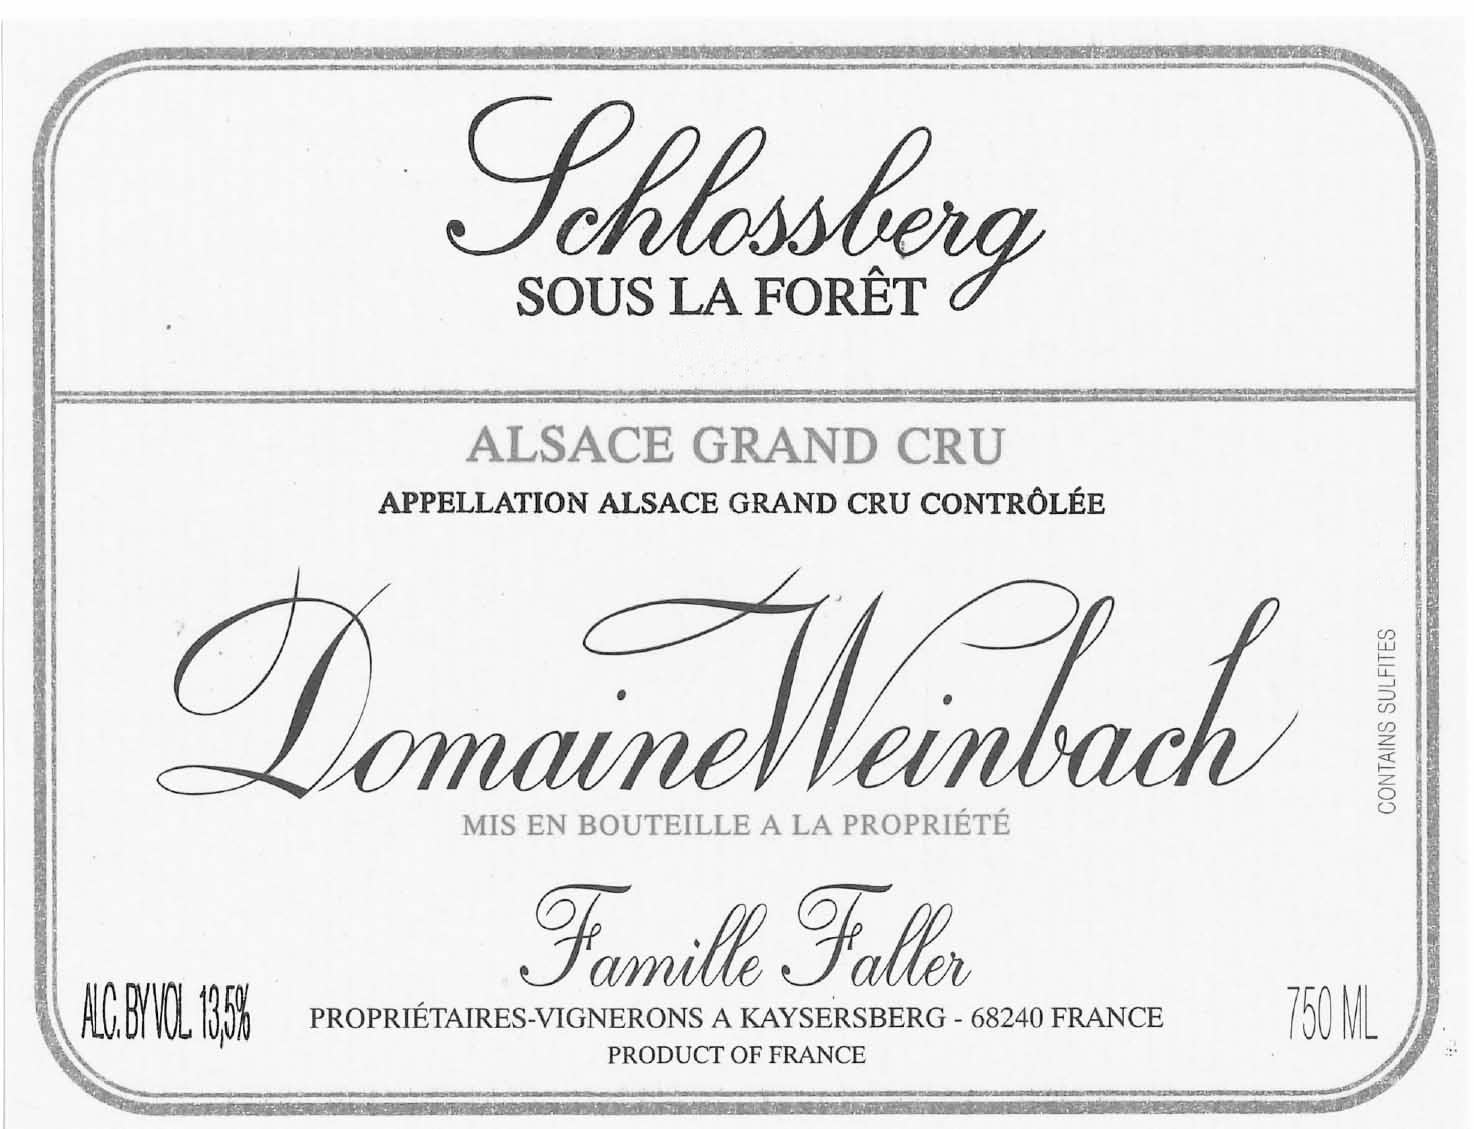 Schlossberg
SOUS LA FORÊT
ALSACE GRAND CRU
APPELLATION ALSACE GRAND CRU CONTRÔLÉE
Domaine Weinbach
MIS EN BOUTEILLE A LA PROPRIÉTÉ
CONTAINS SULFITES
Famille Faller
ALC. BY VOL. 13,5%
PROPRIÉTAIRES-VIGNERONS A KAYSERSBERG - 68240 FRANCE
750 ML
PRODUCT OF FRANCE